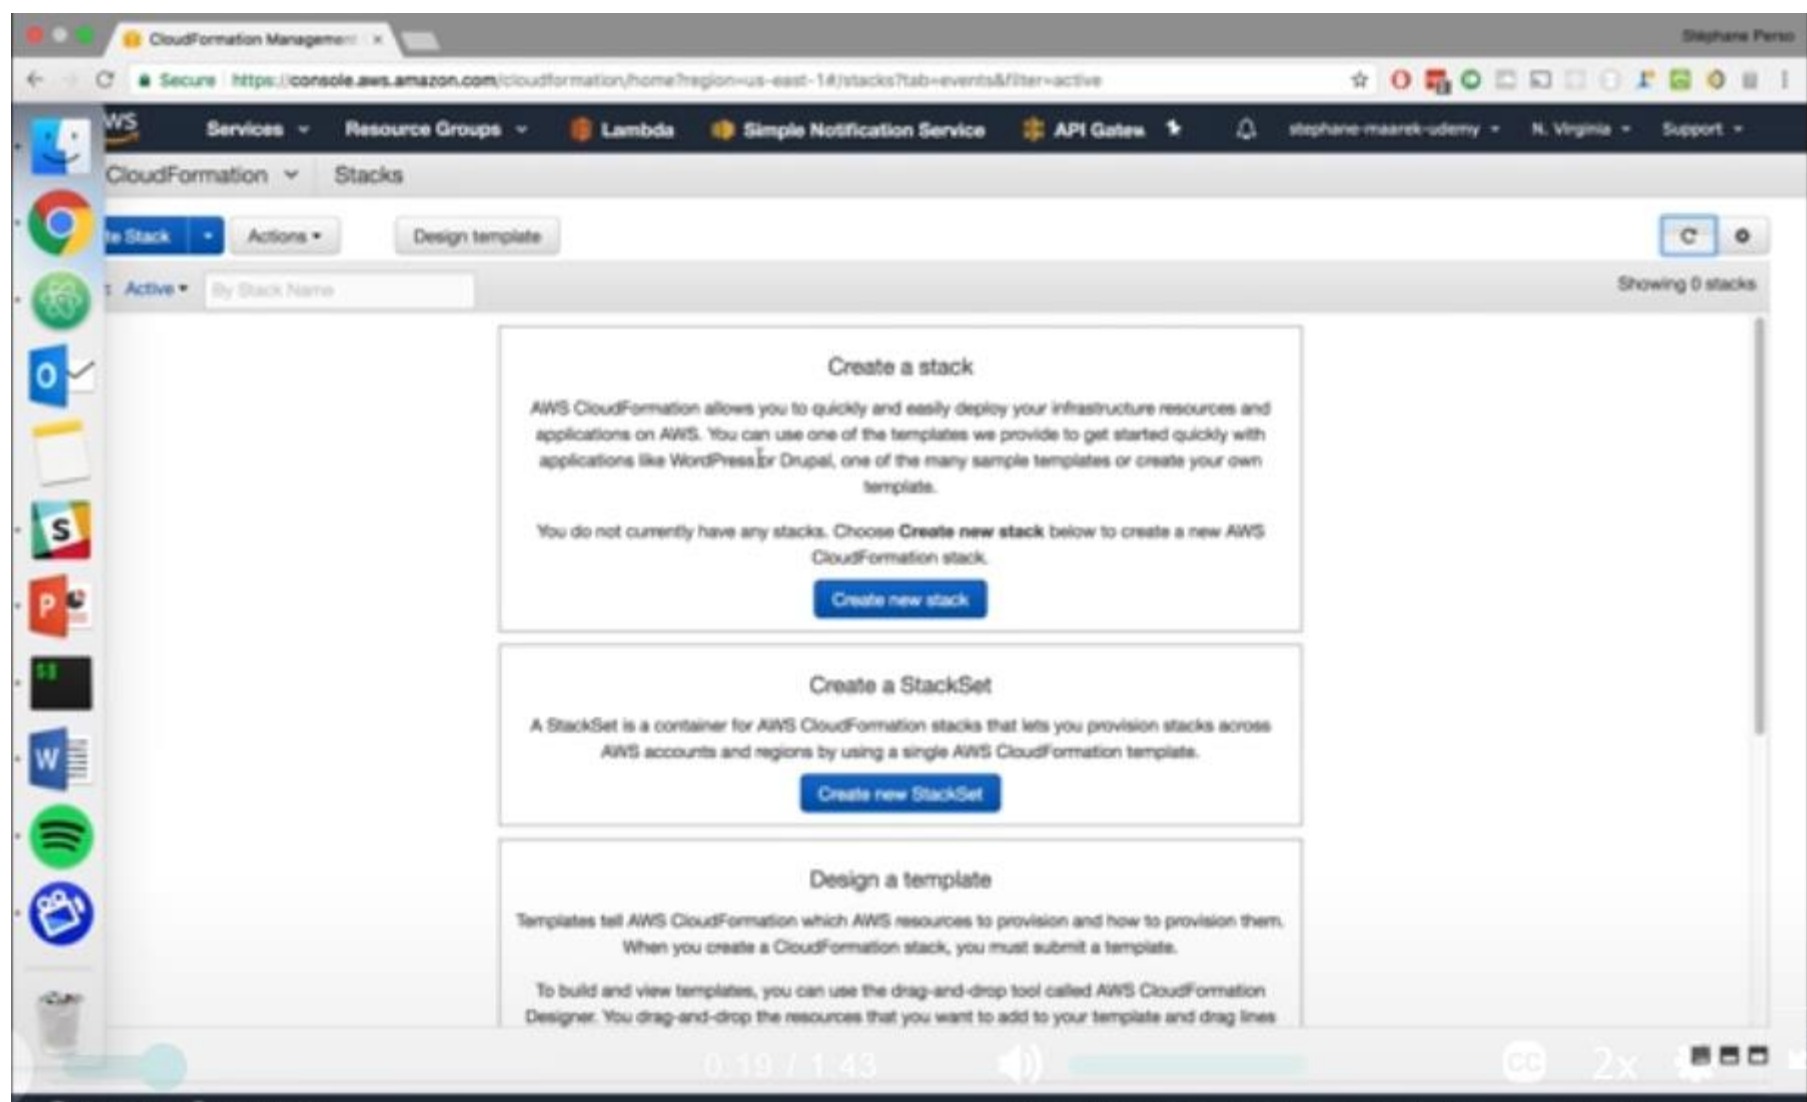 CloudFormation Management
Stephane Perso
Secure https://console.aws.amazon.com/cloudformation/home?region=us-east-1#/stacks?tab=events&filter=active
AWS Services Resource Groups Lambda Simple Notification Service API Gatew stephane-maarek-udemy N. Virginia Support
CloudFormation Stacks
te Stack Actions Design template
: Active By Stack Name Showing 0 stacks
Create a stack
AWS CloudFormation allows you to quickly and easily deploy your infrastructure resources and
applications on AWS. You can use one of the templates we provide to get started quickly with
applications like WordPress or Drupal, one of the many sample templates or create your own
template.
You do not currently have any stacks. Choose Create new stack below to create a new AWS
CloudFormation stack.
Create new stack
Create a StackSet
A StackSet is a container for AWS CloudFormation stacks that lets you provision stacks across
AWS accounts and regions by using a single AWS CloudFormation template.
Create new StackSet
Design a template
Templates tell AWS CloudFormation which AWS resources to provision and how to provision them.
When you create a CloudFormation stack, you must submit a template.
To build and view templates, you can use the drag-and-drop tool called AWS CloudFormation
Designer. You drag-and-drop the resources that you want to add to your template and drag lines
0:19 / 1:43 CC 2x